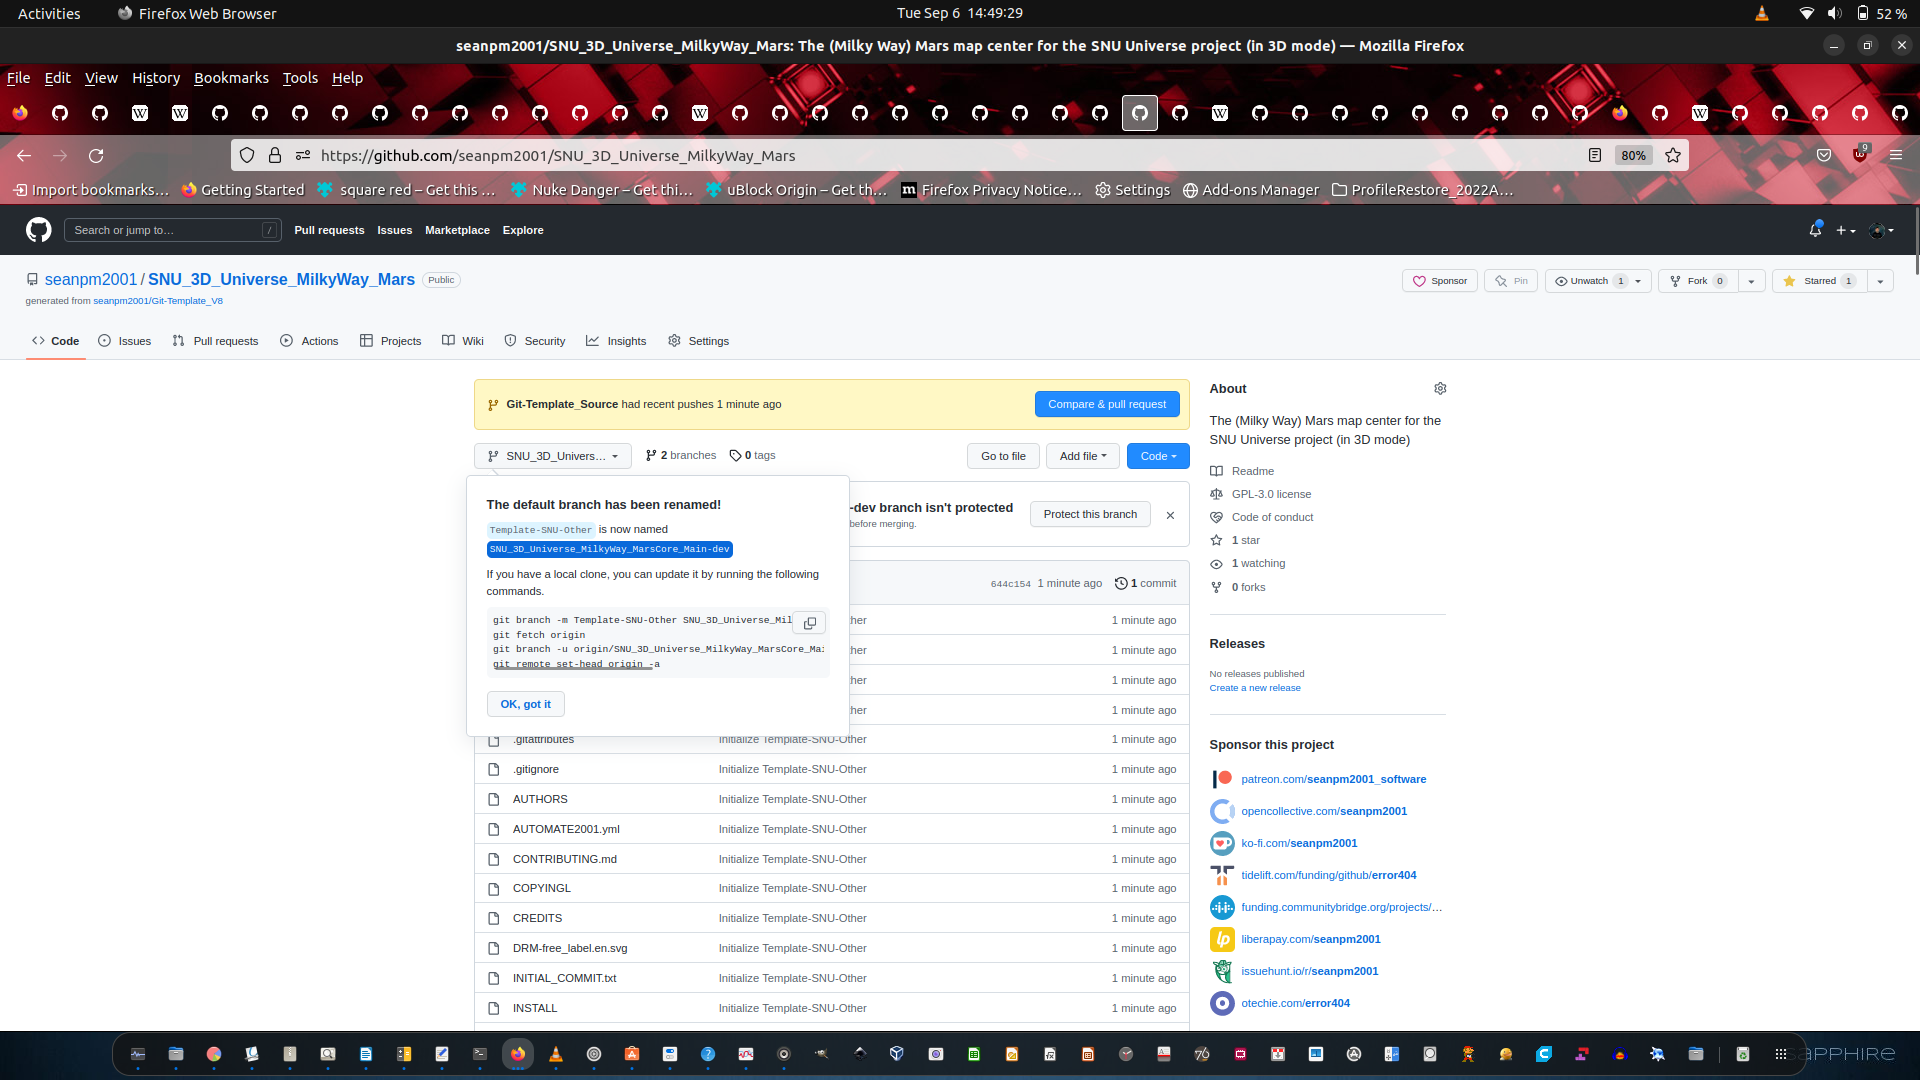 Activities
Firefox Web Browser
Tue Sep 6 14:49:29
52 %
seanpm2001/SNU_3D_Universe_MilkyWay_Mars: The (Milky Way) Mars map center for the SNU Universe project (in 3D mode) — Mozilla Firefox
File Edit View History Bookmarks Tools Help
https://github.com/seanpm2001/SNU_3D_Universe_MilkyWay_Mars
80%
9
Import bookmarks…
Getting Started
square red – Get this …
Nuke Danger – Get thi…
uBlock Origin – Get th…
Firefox Privacy Notice…
Settings
Add-ons Manager
ProfileRestore_2022A…
Search or jump to…
/
Pull requests Issues Marketplace Explore
seanpm2001 / SNU_3D_Universe_MilkyWay_Mars
Public
Sponsor
Pin
Unwatch 1
Fork 0
Starred 1
generated from seanpm2001/Git-Template_V8
Code Issues Pull requests Actions Projects Wiki Security Insights Settings
Git-Template_Source had recent pushes 1 minute ago
Compare & pull request
SNU_3D_Univers…
2 branches
0 tags
Go to file
Add file
Code
The default branch has been renamed!
Template-SNU-Other is now named
SNU_3D_Universe_MilkyWay_MarsCore_Main-dev
If you have a local clone, you can update it by running the following
commands.
git branch -m Template-SNU-Other SNU_3D_Universe_Mil
git fetch origin
git branch -u origin/SNU_3D_Universe_MilkyWay_MarsCore_Mai
git remote set-head origin -a
OK, got it
-dev branch isn't protected
before merging.
Protect this branch
644c154 1 minute ago
1 commit
her 1 minute ago
her 1 minute ago
her 1 minute ago
her 1 minute ago
.gitattributes Initialize Template-SNU-Other 1 minute ago
.gitignore Initialize Template-SNU-Other 1 minute ago
AUTHORS Initialize Template-SNU-Other 1 minute ago
AUTOMATE2001.yml Initialize Template-SNU-Other 1 minute ago
CONTRIBUTING.md Initialize Template-SNU-Other 1 minute ago
COPYINGL Initialize Template-SNU-Other 1 minute ago
CREDITS Initialize Template-SNU-Other 1 minute ago
DRM-free_label.en.svg Initialize Template-SNU-Other 1 minute ago
INITIAL_COMMIT.txt Initialize Template-SNU-Other 1 minute ago
INSTALL Initialize Template-SNU-Other 1 minute ago
About
The (Milky Way) Mars map center for the
SNU Universe project (in 3D mode)
Readme
GPL-3.0 license
Code of conduct
1 star
1 watching
0 forks
Releases
No releases published
Create a new release
Sponsor this project
patreon.com/seanpm2001_software
opencollective.com/seanpm2001
ko-fi.com/seanpm2001
tidelift.com/funding/github/error404
funding.communitybridge.org/projects/…
liberapay.com/seanpm2001
issuehunt.io/r/seanpm2001
otechie.com/error404
SAPPHIRE